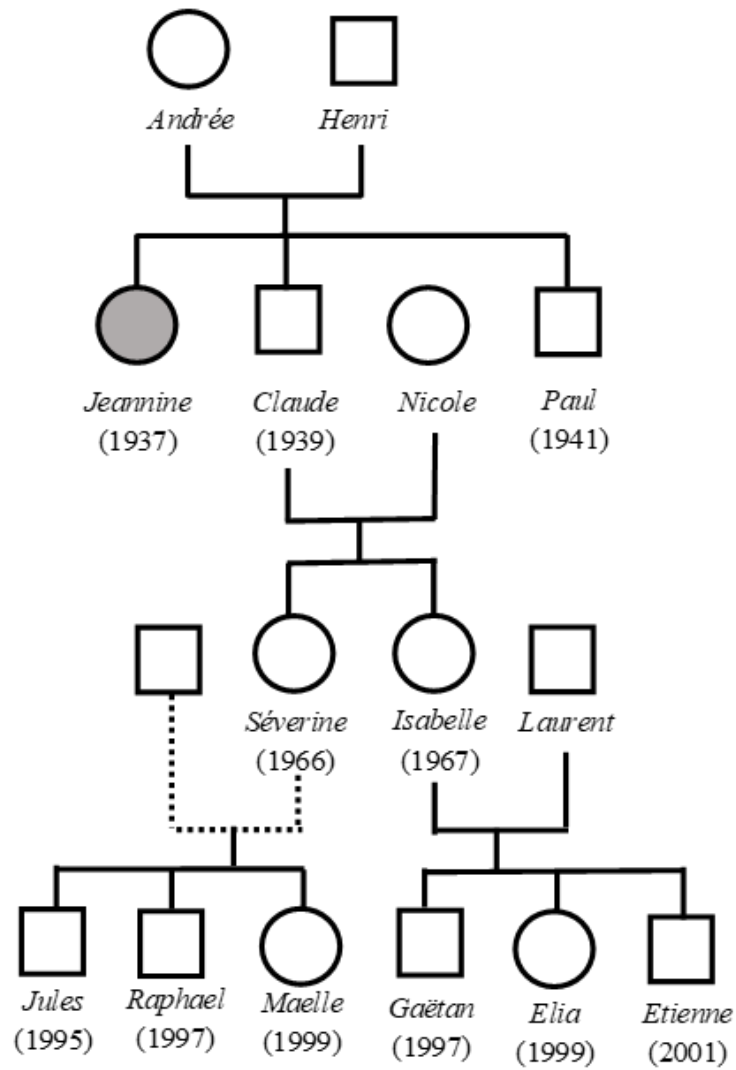 Andrée Henri
Jeannine Claude Nicole Paul
(1937) (1939) (1941)
Séverine Isabelle Laurent
(1966) (1967)
Jules Raphael Maelle Gaëtan Elia Etienne
(1995) (1997) (1999) (1997) (1999) (2001)